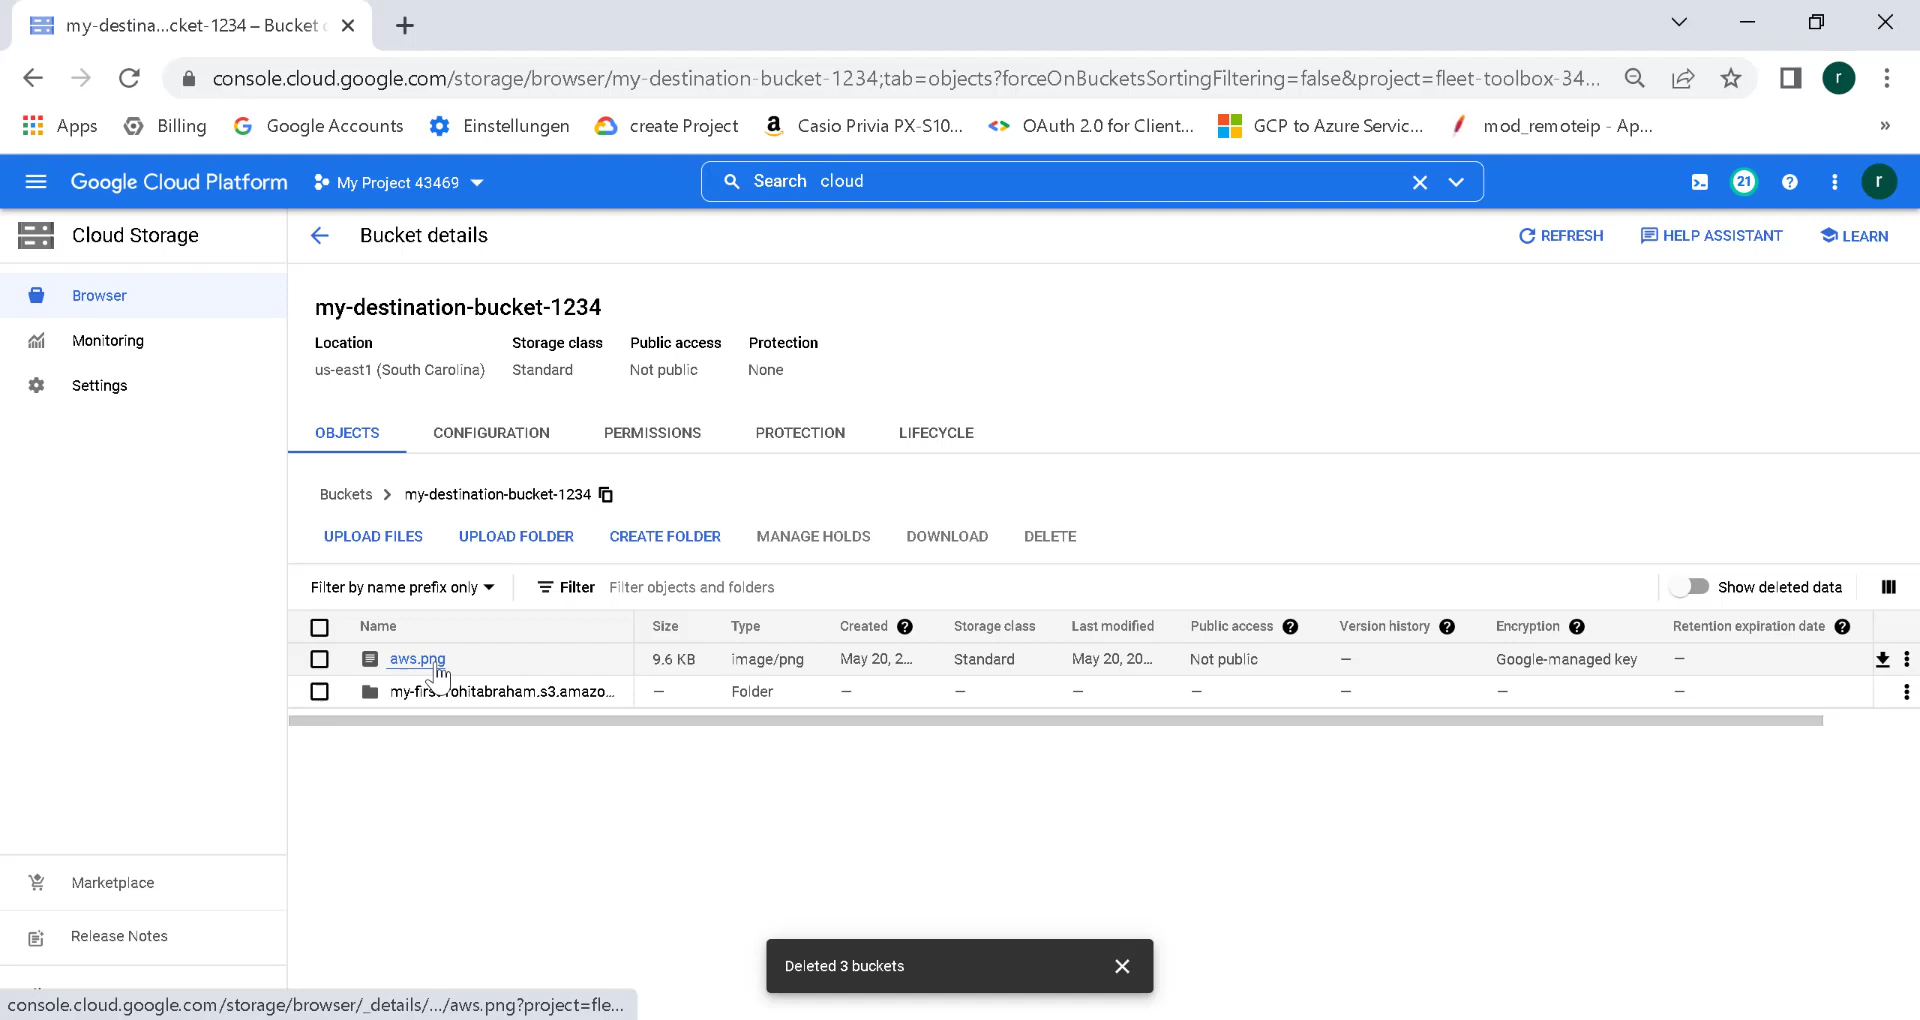 my-destina...cket-1234 – Bucket
console.cloud.google.com/storage/browser/my-destination-bucket-1234;tab=objects?forceOnBucketsSortingFiltering=false&project=fleet-toolbox-34... r
Apps Billing Google Accounts Einstellungen create Project Casio Privia PX-S10... OAuth 2.0 for Client... GCP to Azure Servic... mod_remoteip - Ap... »
Google Cloud Platform My Project 43469 Search cloud 21 r
Cloud Storage Bucket details REFRESH HELP ASSISTANT LEARN
Browser
Monitoring
Settings
my-destination-bucket-1234
Location Storage class Public access Protection
us-east1 (South Carolina) Standard Not public None
OBJECTS CONFIGURATION PERMISSIONS PROTECTION LIFECYCLE
Buckets > my-destination-bucket-1234
UPLOAD FILES UPLOAD FOLDER CREATE FOLDER MANAGE HOLDS DOWNLOAD DELETE
Filter by name prefix only Filter Filter objects and folders Show deleted data
Name Size Type Created Storage class Last modified Public access Version history Encryption Retention expiration date
aws.png 9.6 KB image/png May 20, 2... Standard May 20, 20... Not public – Google-managed key –
my-first-rohitabraham.s3.amazo... – Folder – – – – – – –
Marketplace
Release Notes
Deleted 3 buckets
console.cloud.google.com/storage/browser/_details/.../aws.png?project=fle...